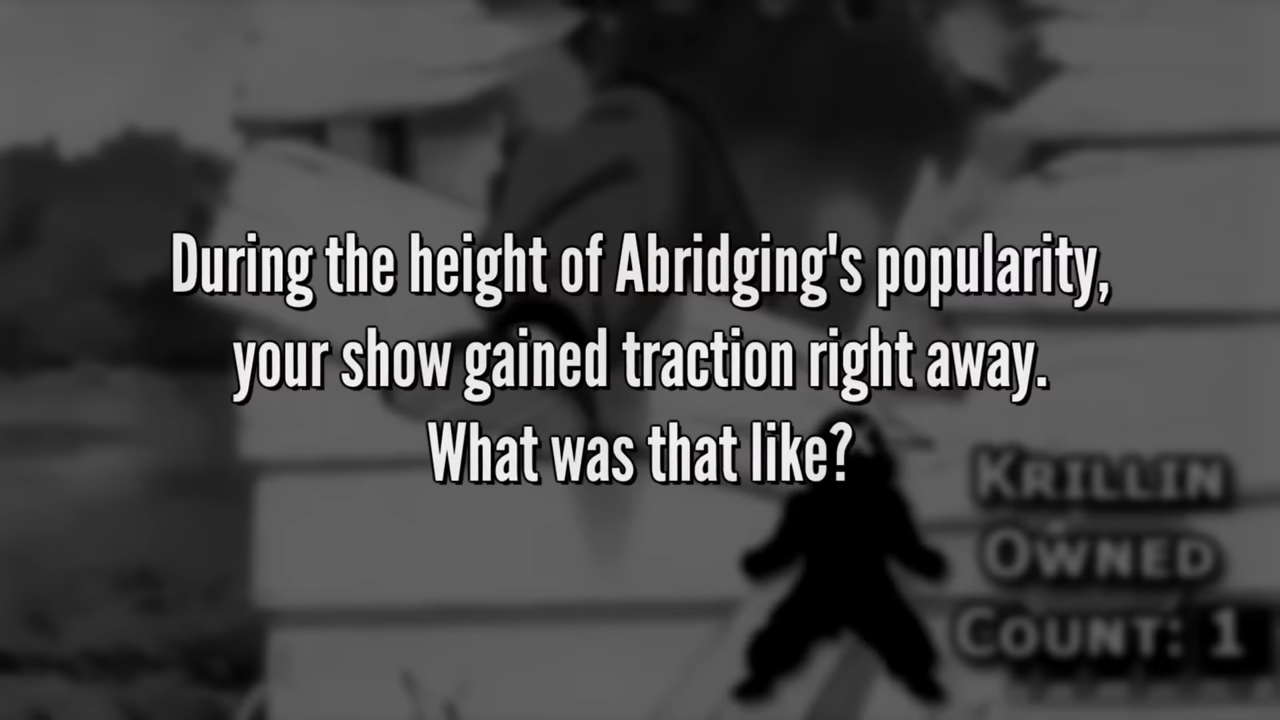 During the height of Abridging's popularity,
your show gained traction right away.
What was that like?
KRILLIN
OWNED
COUNT: 1